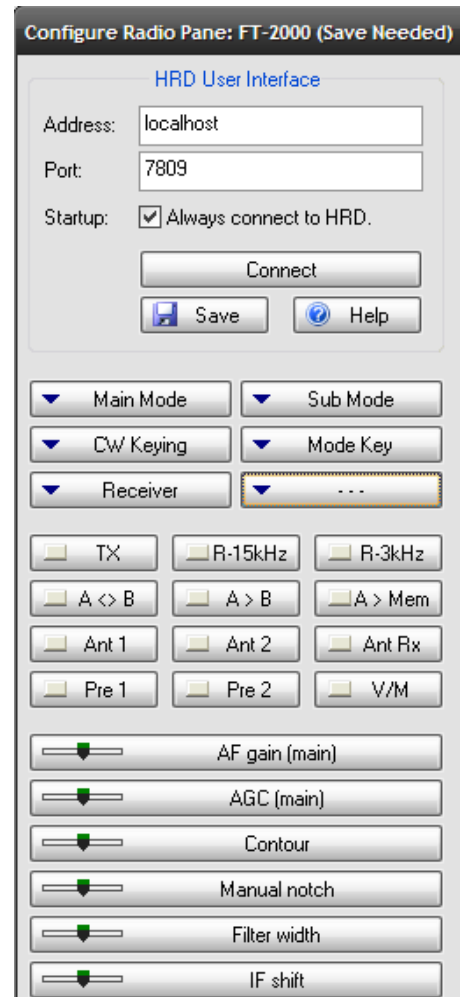 Configure Radio Pane: FT-2000 (Save Needed)
HRD User Interface
Address: localhost
Port: 7809
Startup: Always connect to HRD.
Connect
Save Help
Main Mode Sub Mode
CW Keying Mode Key
Receiver ---
TX R-15kHz R-3kHz
A <> B A > B A > Mem
Ant 1 Ant 2 Ant Rx
Pre 1 Pre 2 V/M
AF gain (main)
AGC (main)
Contour
Manual notch
Filter width
IF shift